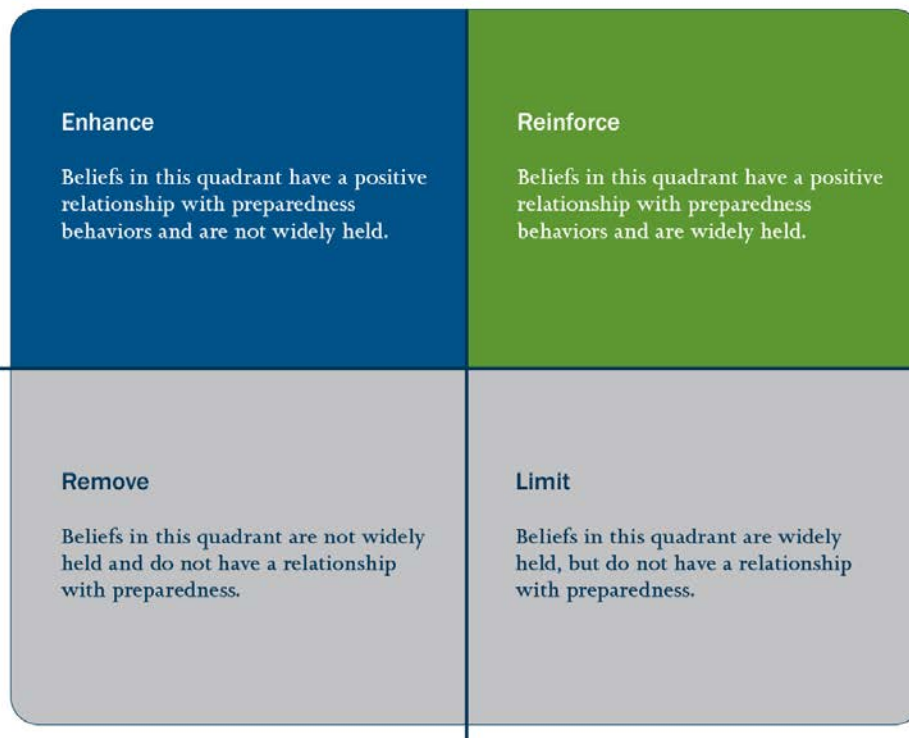 Enhance
Beliefs in this quadrant have a positive
relationship with preparedness
behaviors and are not widely held.
Reinforce
Beliefs in this quadrant have a positive
relationship with preparedness
behaviors and are widely held.
Remove
Beliefs in this quadrant are not widely
held and do not have a relationship
with preparedness.
Limit
Beliefs in this quadrant are widely
held, but do not have a relationship
with preparedness.